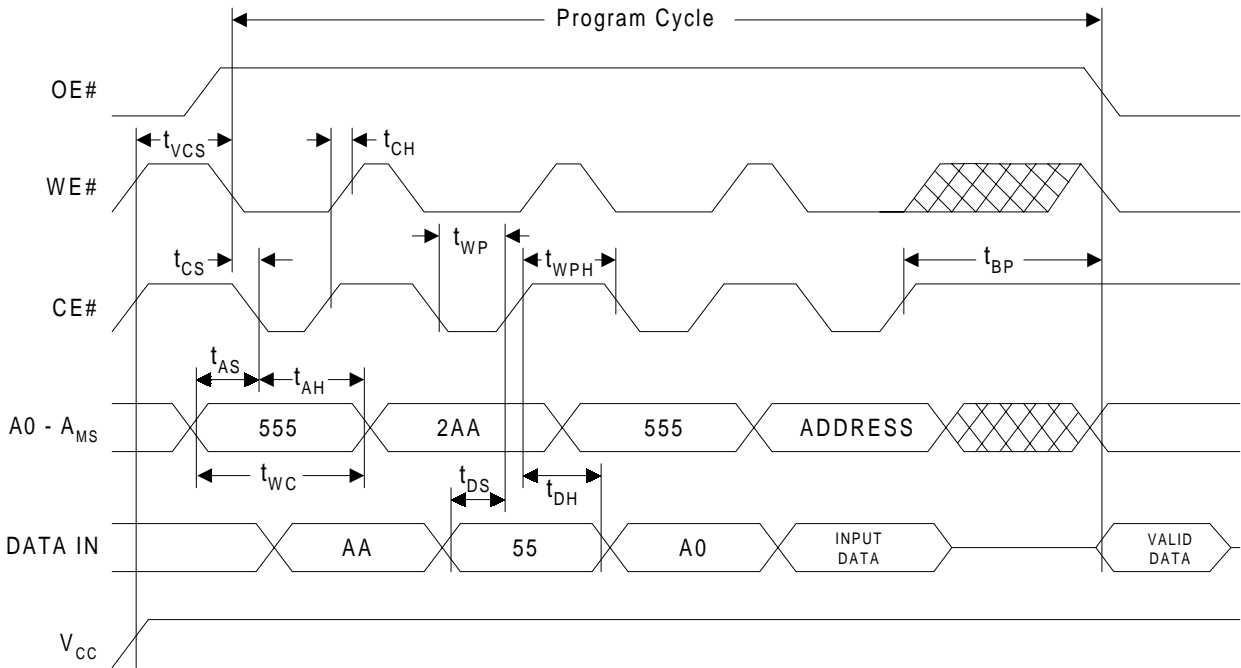 Program Cycle
OE#
tVCS
tCH
WE#
tWP
tCS
tWPH
tBP
CE#
tAS
tAH
A0 - AMS
555
2AA
555
ADDRESS
tWC
tDS
tDH
DATA IN
AA
55
A0
INPUT
DATA
VALID
DATA
VCC